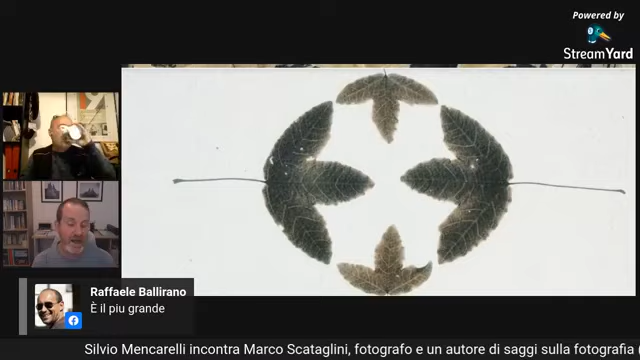 Powered by
StreamYard
Raffaele Ballirano
È il piu grande
Silvio Mencarelli incontra Marco Scataglini, fotografo e un autore di saggi sulla fotografia